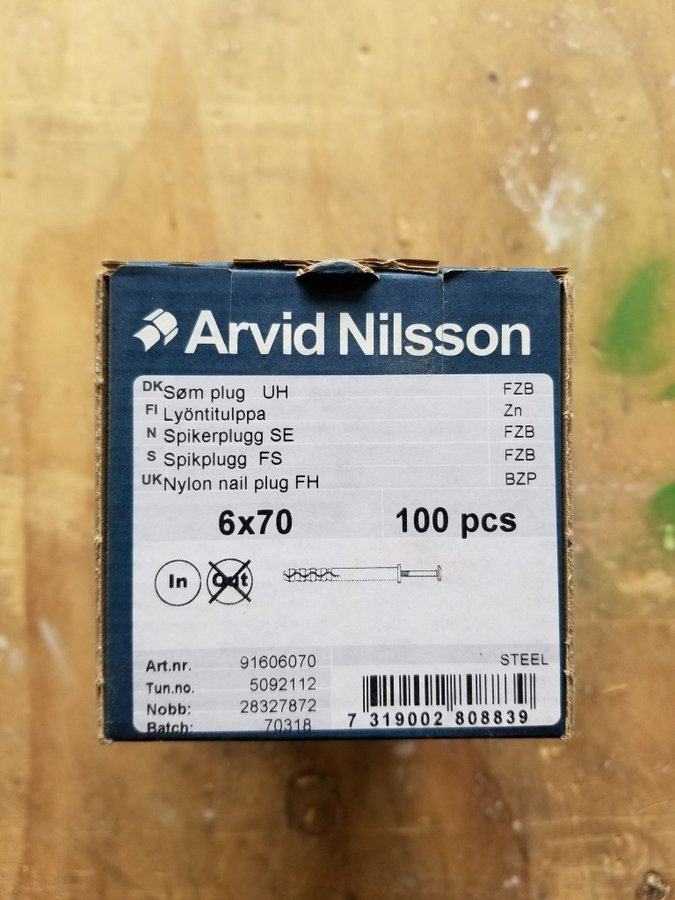 Arvid Nilsson
DK Søm plug UH FZB
FI Lyöntitulppa Zn
N Spikerplugg SE FZB
S Spikplugg FS FZB
UK Nylon nail plug FH BZP
6x70 100 pcs
In Out
Art.nr. 91606070 STEEL
Tun.no. 5092112
Nobb: 28327872
Batch: 70318
7 319002 808839